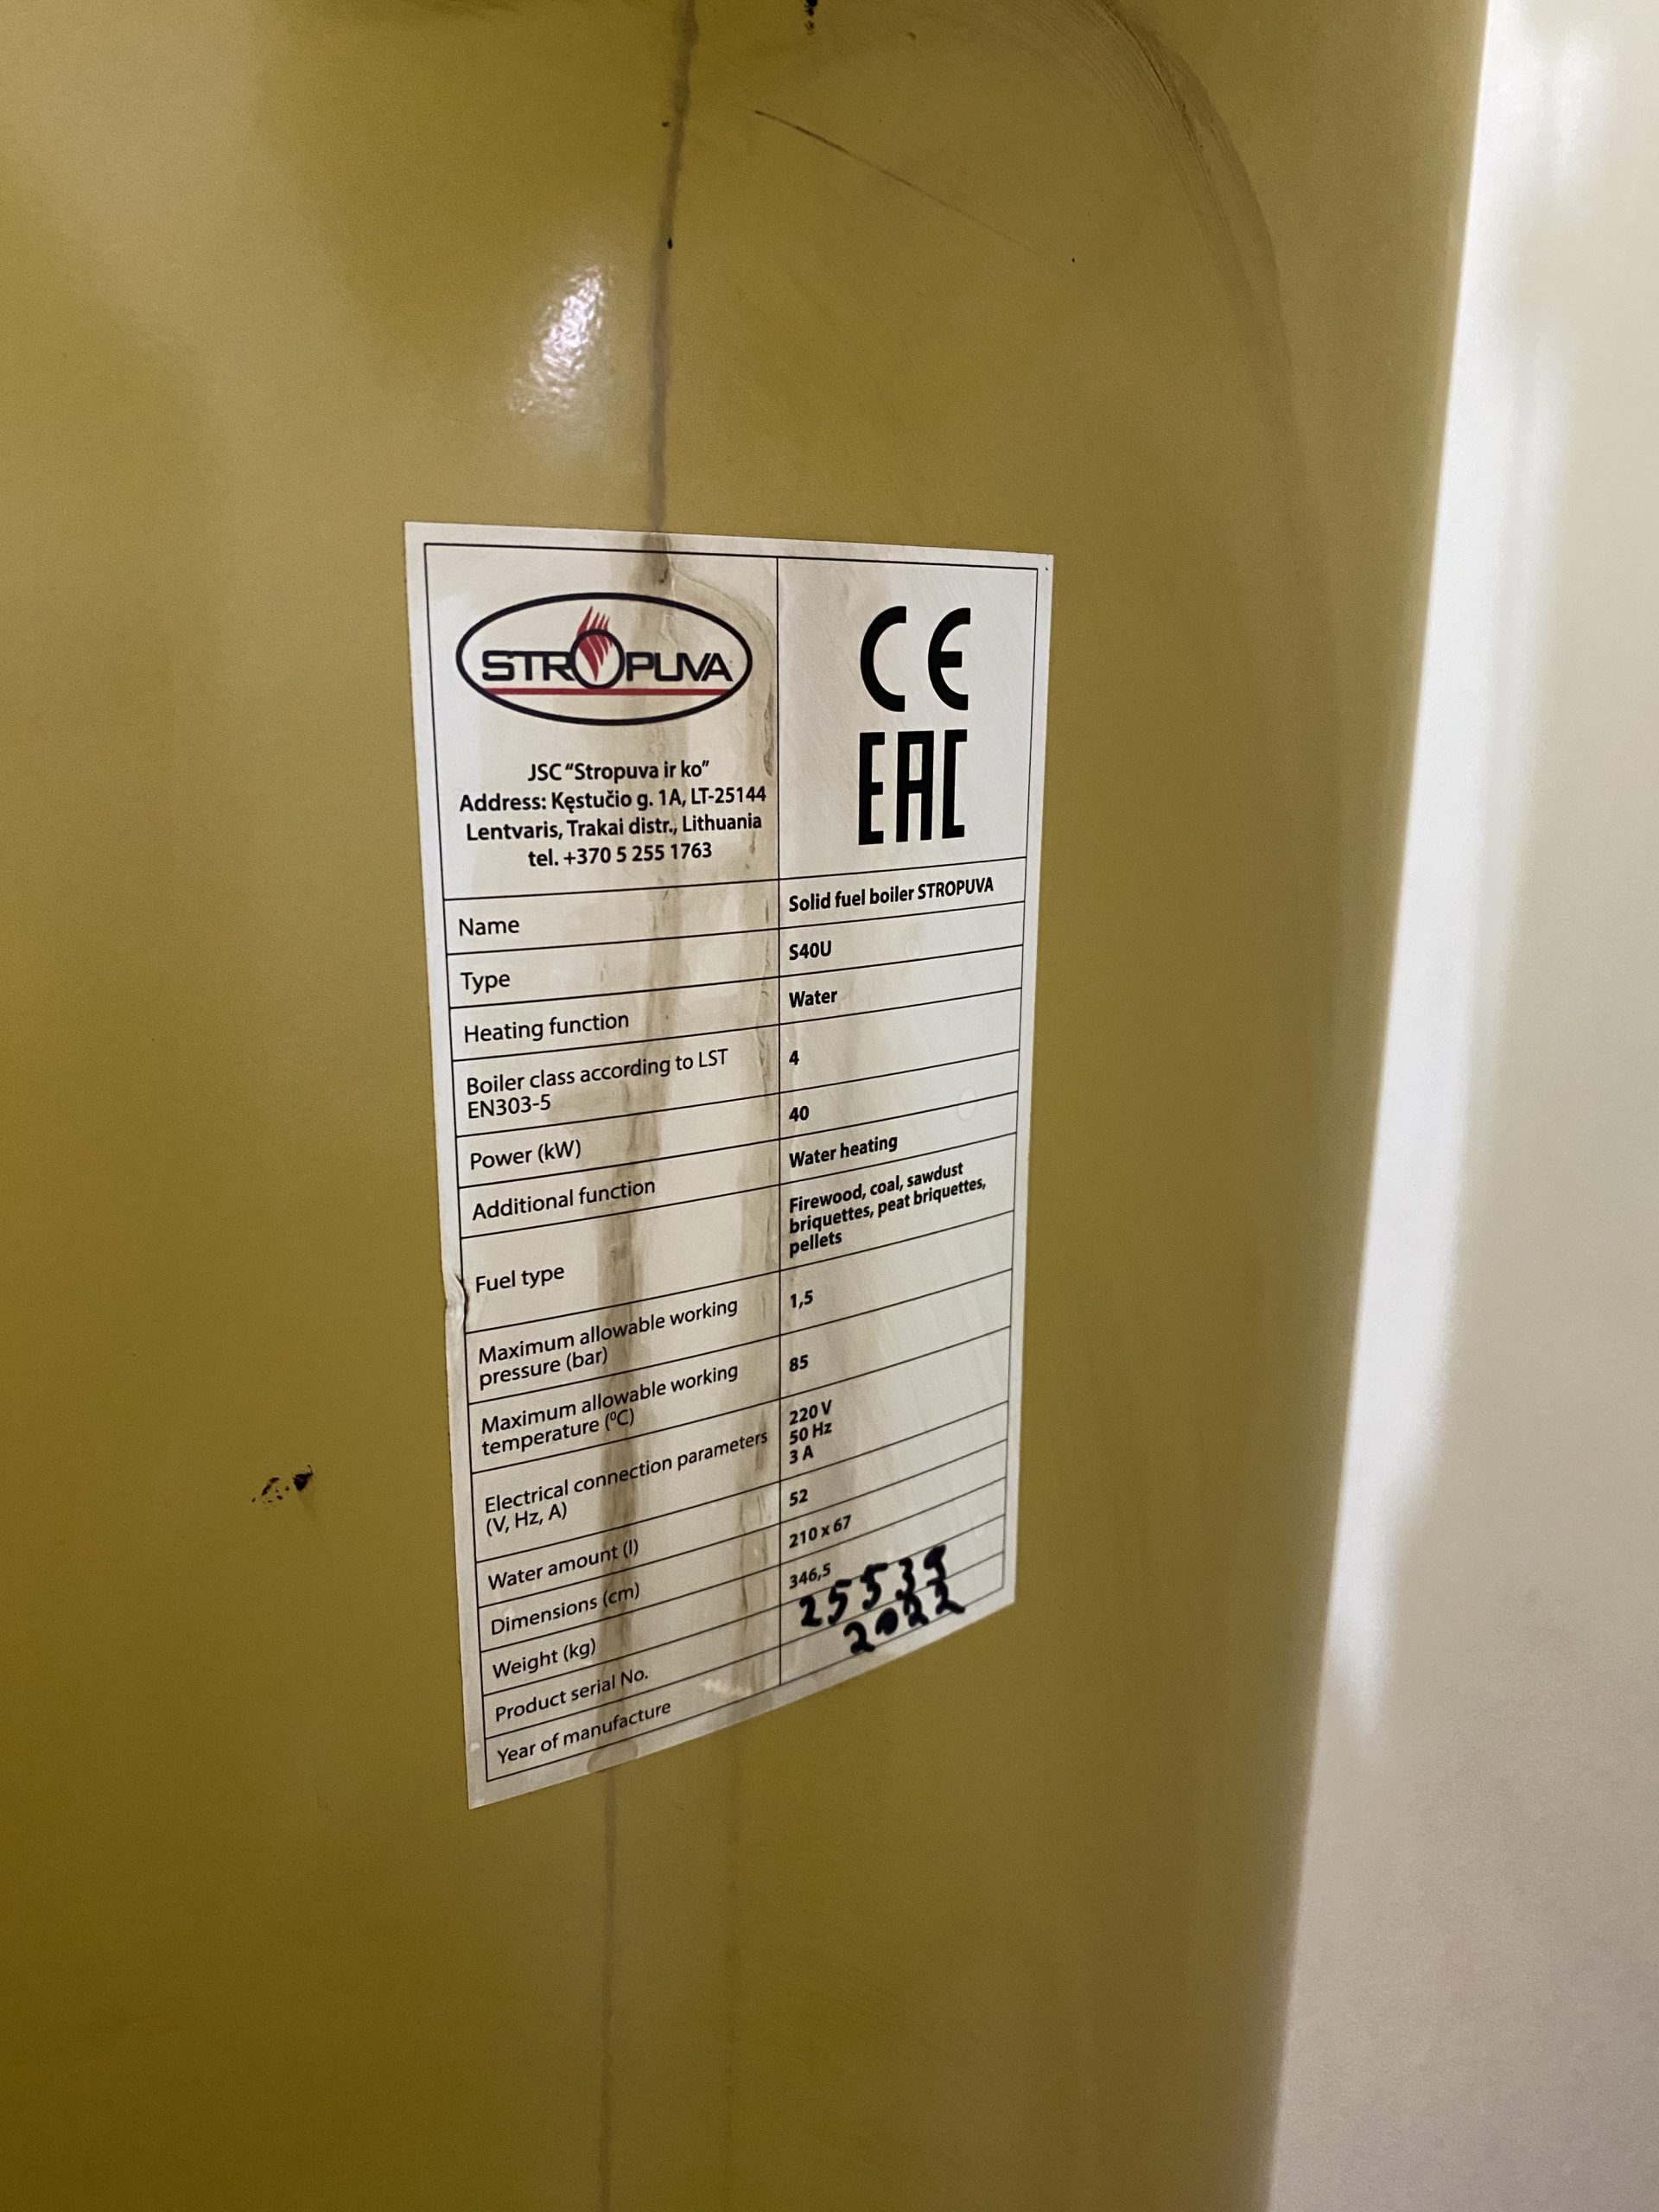 STROPUVA
CE
EAC
JSC “Stropuva ir ko”
Address: Kęstučio g. 1A, LT-25144
Lentvaris, Trakai distr., Lithuania
tel. +370 5 255 1763
Name
Solid fuel boiler STROPUVA
Type
S40U
Heating function
Water
Boiler class according to LST
EN303-5
4
Power (kW)
40
Additional function
Water heating
Fuel type
Firewood, coal, sawdust
briquettes, peat briquettes,
pellets
Maximum allowable working
pressure (bar)
1,5
Maximum allowable working
temperature (⁰C)
85
Electrical connection parameters
(V, Hz, A)
220 V
50 Hz
3 A
Water amount (l)
52
Dimensions (cm)
210 x 67
Weight (kg)
346,5
Product serial No.
25539
Year of manufacture
2022